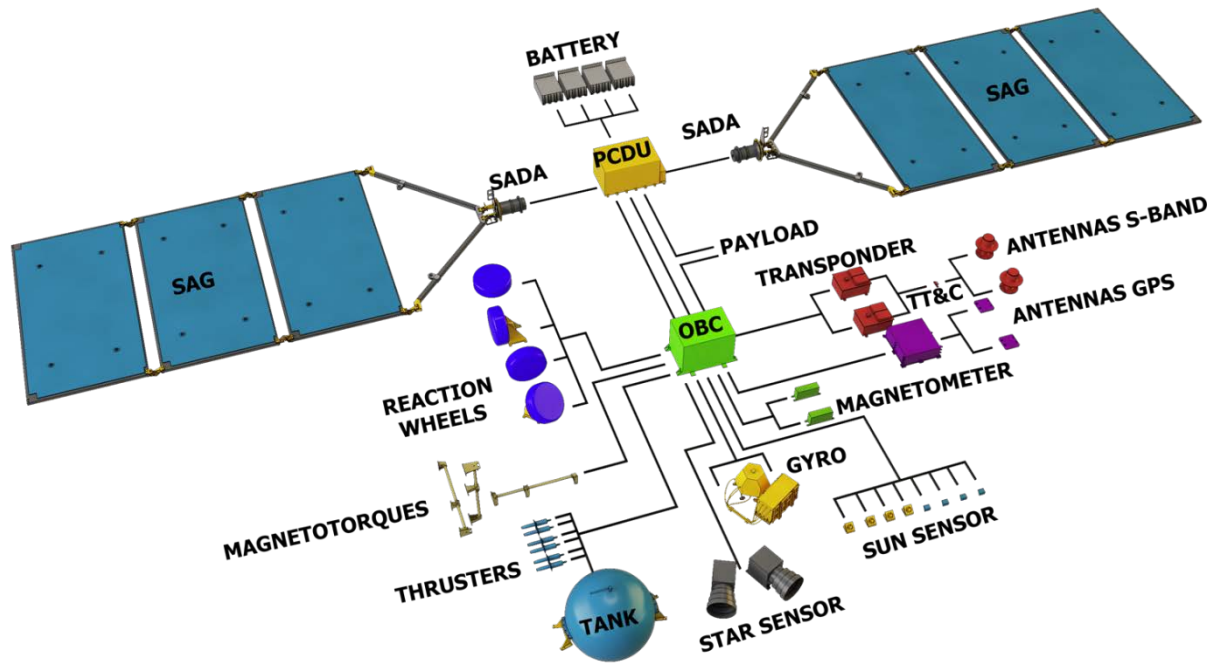 BATTERY
SAG
SADA
PCDU
SADA
SAG
PAYLOAD
ANTENNAS S-BAND
TRANSPONDER
TT&C
ANTENNAS GPS
OBC
REACTION
WHEELS
MAGNETOMETER
GYRO
MAGNETOTORQUES
SUN SENSOR
THRUSTERS
TANK
STAR SENSOR